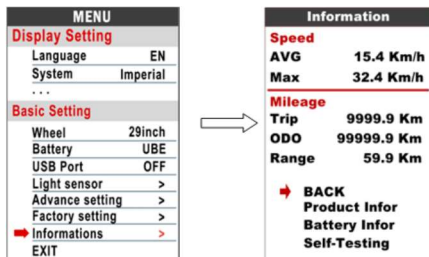 MENU
Display Setting
Language EN
System Imperial
...
Basic Setting
Wheel 29inch
Battery UBE
USB Port OFF
Light sensor >
Advance setting >
Factory setting >
Informations >
EXIT
Information
Speed
AVG 15.4 Km/h
Max 32.4 Km/h
Mileage
Trip 9999.9 Km
ODO 99999.9 Km
Range 59.9 Km
BACK
Product Infor
Battery Infor
Self-Testing